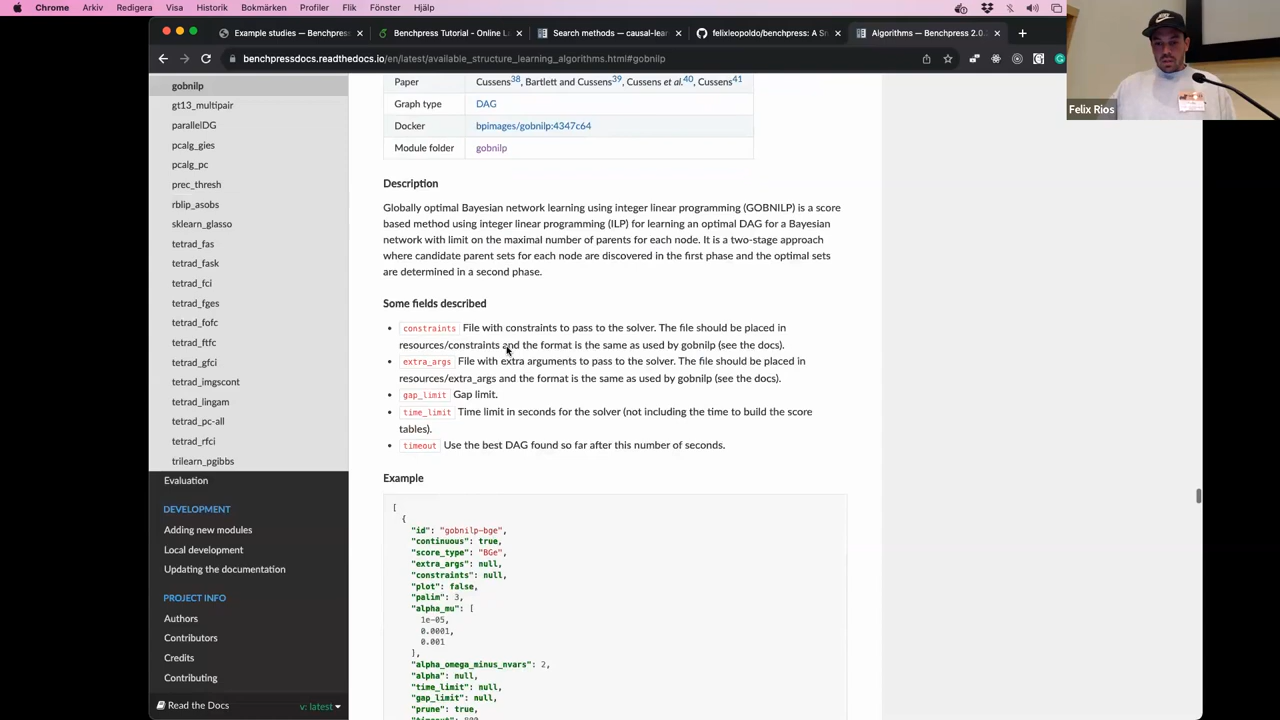 Chrome Arkiv Redigera Visa Historik Bokmärken Profiler Flik Fönster Hjälp
Example studies — Benchpress
Benchpress Tutorial - Online L
Search methods — causal-lear
felixleopoldo/benchpress: A Sn
Algorithms — Benchpress 2.0.
benchpressdocs.readthedocs.io/en/latest/available_structure_learning_algorithms.html#gobnilp
Felix Rios
gobnilp
gt13_multipair
parallelDG
pcalg_gies
pcalg_pc
prec_thresh
rblip_asobs
sklearn_glasso
tetrad_fas
tetrad_fask
tetrad_fci
tetrad_fges
tetrad_fofc
tetrad_ftfc
tetrad_gfci
tetrad_imgscont
tetrad_lingam
tetrad_pc-all
tetrad_rfci
trilearn_pgibbs
Evaluation
DEVELOPMENT
Adding new modules
Local development
Updating the documentation
PROJECT INFO
Authors
Contributors
Credits
Contributing
Read the Docs v: latest
Paper Cussens38, Bartlett and Cussens39, Cussens et al.40, Cussens41
Graph type DAG
Docker bpimages/gobnilp:4347c64
Module folder gobnilp
Description
Globally optimal Bayesian network learning using integer linear programming (GOBNILP) is a score
based method using integer linear programming (ILP) for learning an optimal DAG for a Bayesian
network with limit on the maximal number of parents for each node. It is a two-stage approach
where candidate parent sets for each node are discovered in the first phase and the optimal sets
are determined in a second phase.
Some fields described
constraints File with constraints to pass to the solver. The file should be placed in
resources/constraints and the format is the same as used by gobnilp (see the docs).
extra_args File with extra arguments to pass to the solver. The file should be placed in
resources/extra_args and the format is the same as used by gobnilp (see the docs).
gap_limit Gap limit.
time_limit Time limit in seconds for the solver (not including the time to build the score
tables).
timeout Use the best DAG found so far after this number of seconds.
Example
[
{
"id": "gobnilp-bge",
"continuous": true,
"score_type": "BGe",
"extra_args": null,
"constraints": null,
"plot": false,
"palim": 3,
"alpha_mu": [
1e-05,
0.0001,
0.001
],
"alpha_omega_minus_nvars": 2,
"alpha": null,
"time_limit": null,
"gap_limit": null,
"prune": true,